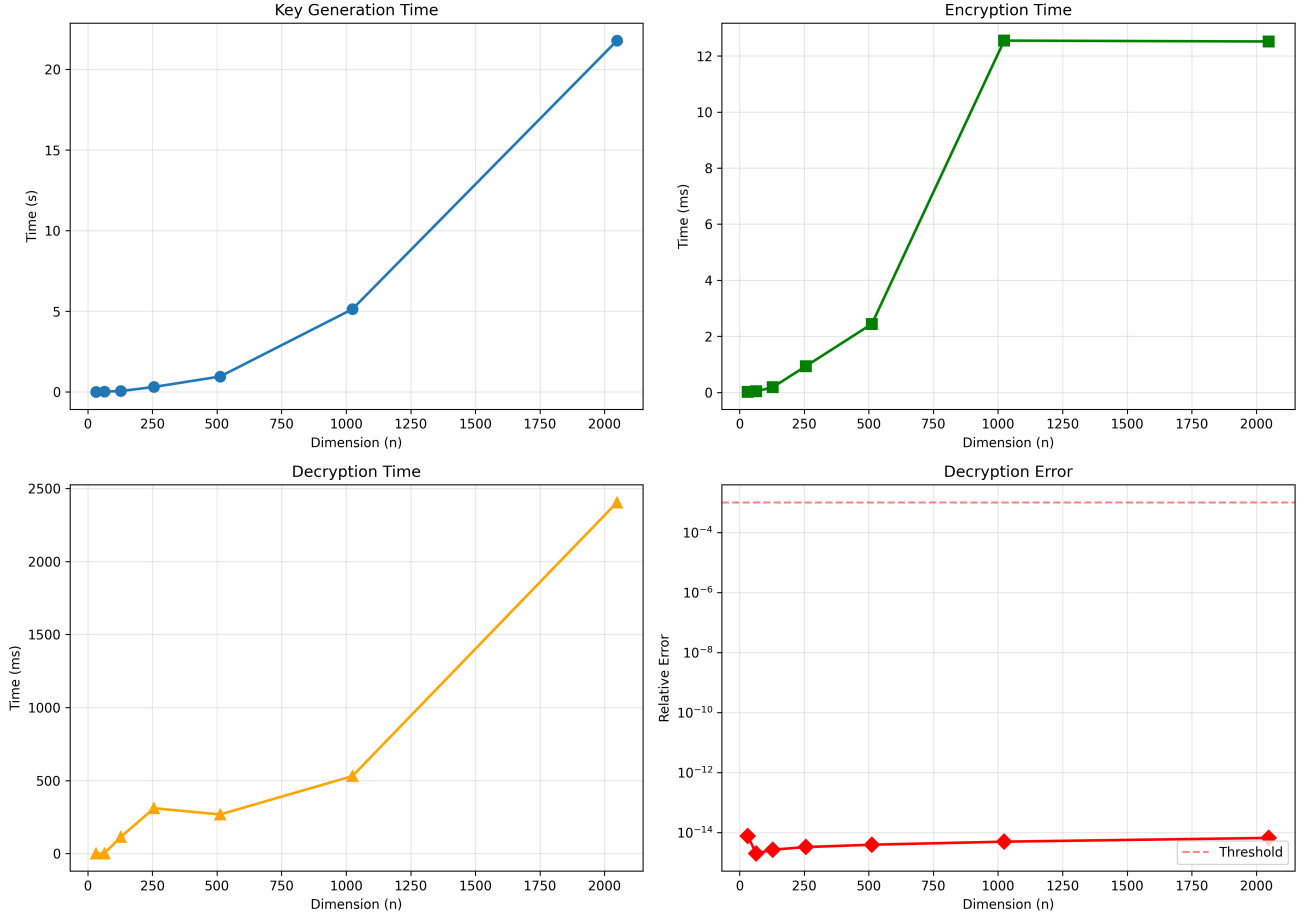 Key Generation Time
Time (s)
20
15
10
5
0
0 250 500 750 1000 1250 1500 1750 2000
Dimension (n)
Encryption Time
Time (ms)
12
10
8
6
4
2
0
0 250 500 750 1000 1250 1500 1750 2000
Dimension (n)
Decryption Time
Time (ms)
2500
2000
1500
1000
500
0
0 250 500 750 1000 1250 1500 1750 2000
Dimension (n)
Decryption Error
Relative Error
10⁻⁴
10⁻⁶
10⁻⁸
10⁻¹⁰
10⁻¹²
10⁻¹⁴
Threshold
0 250 500 750 1000 1250 1500 1750 2000
Dimension (n)